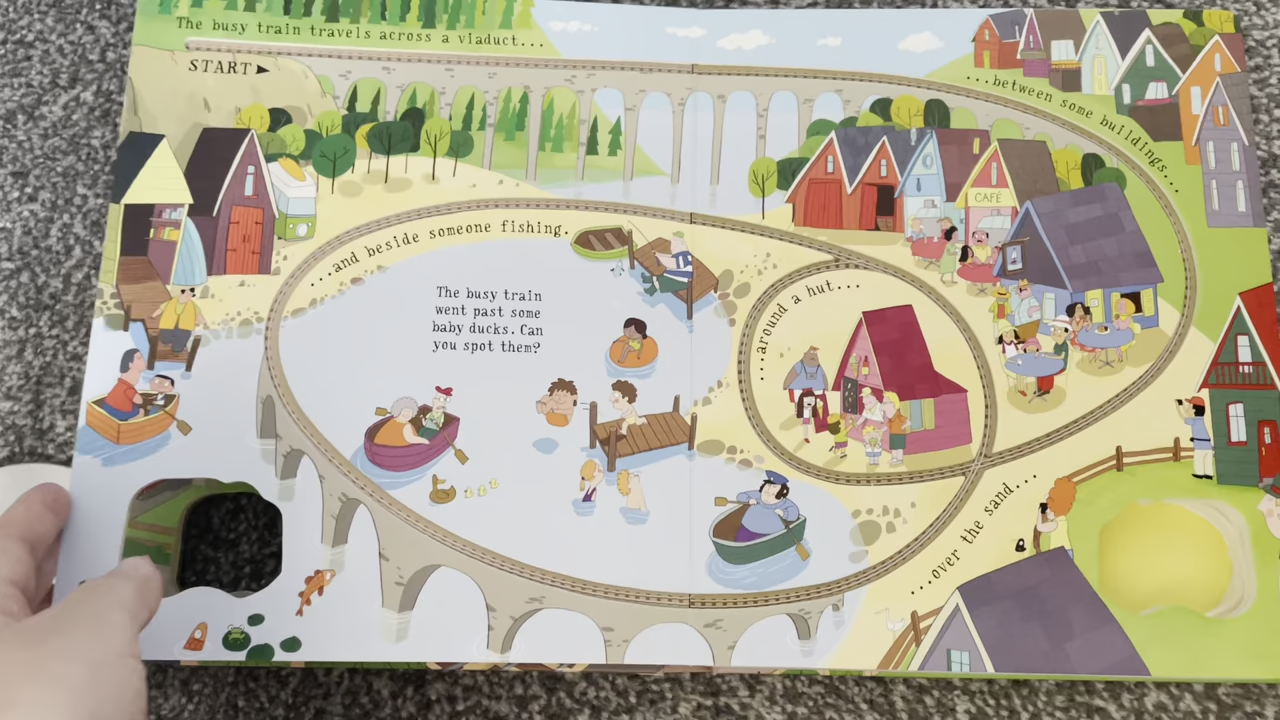 The busy train travels across a viaduct...
START
...between some buildings...
CAFÉ
...around a hut...
...over the sand...
...and beside someone fishing.
The busy train
went past some
baby ducks. Can
you spot them?